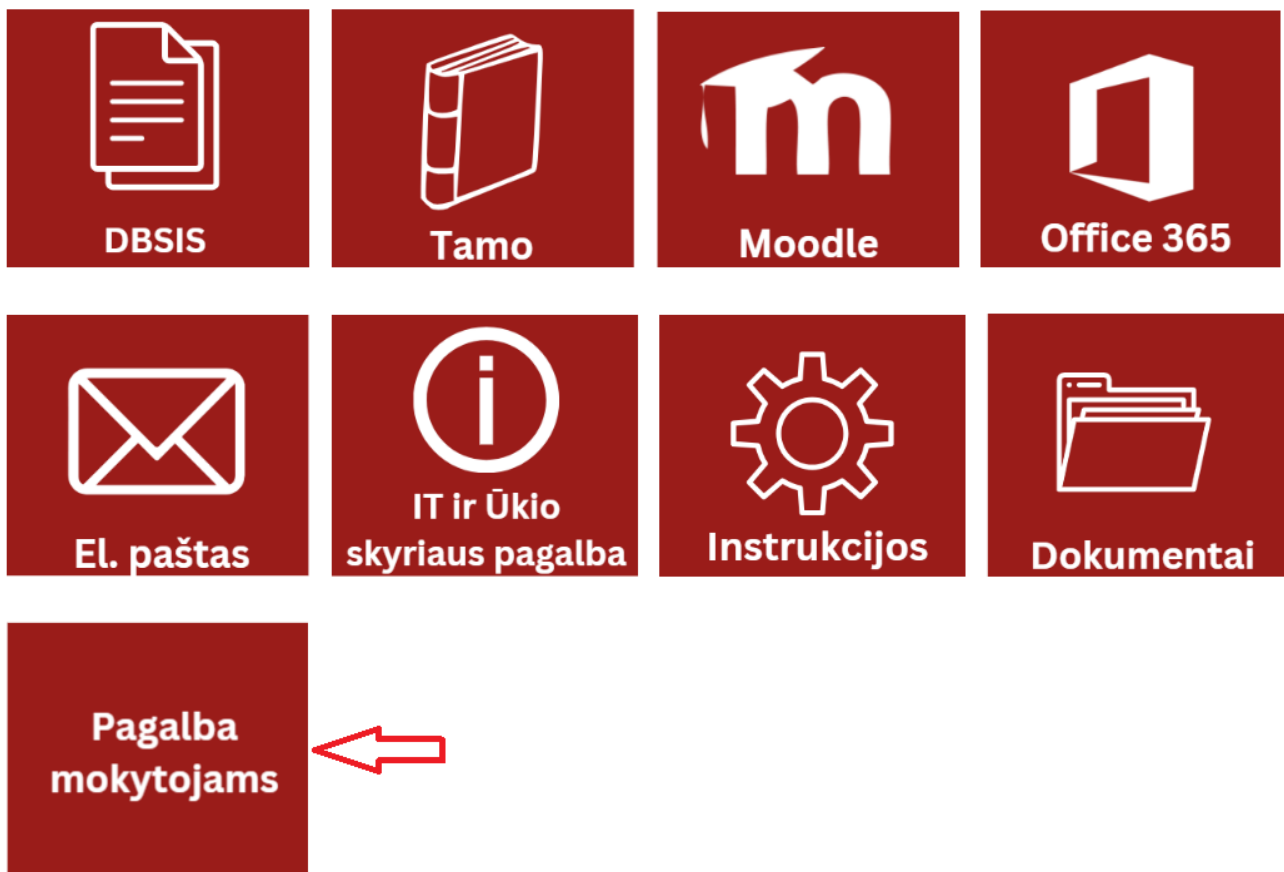 DBSIS
Tamo
Moodle
Office 365
El. paštas
IT ir Ūkio
skyriaus pagalba
Instrukcijos
Dokumentai
Pagalba
mokytojams